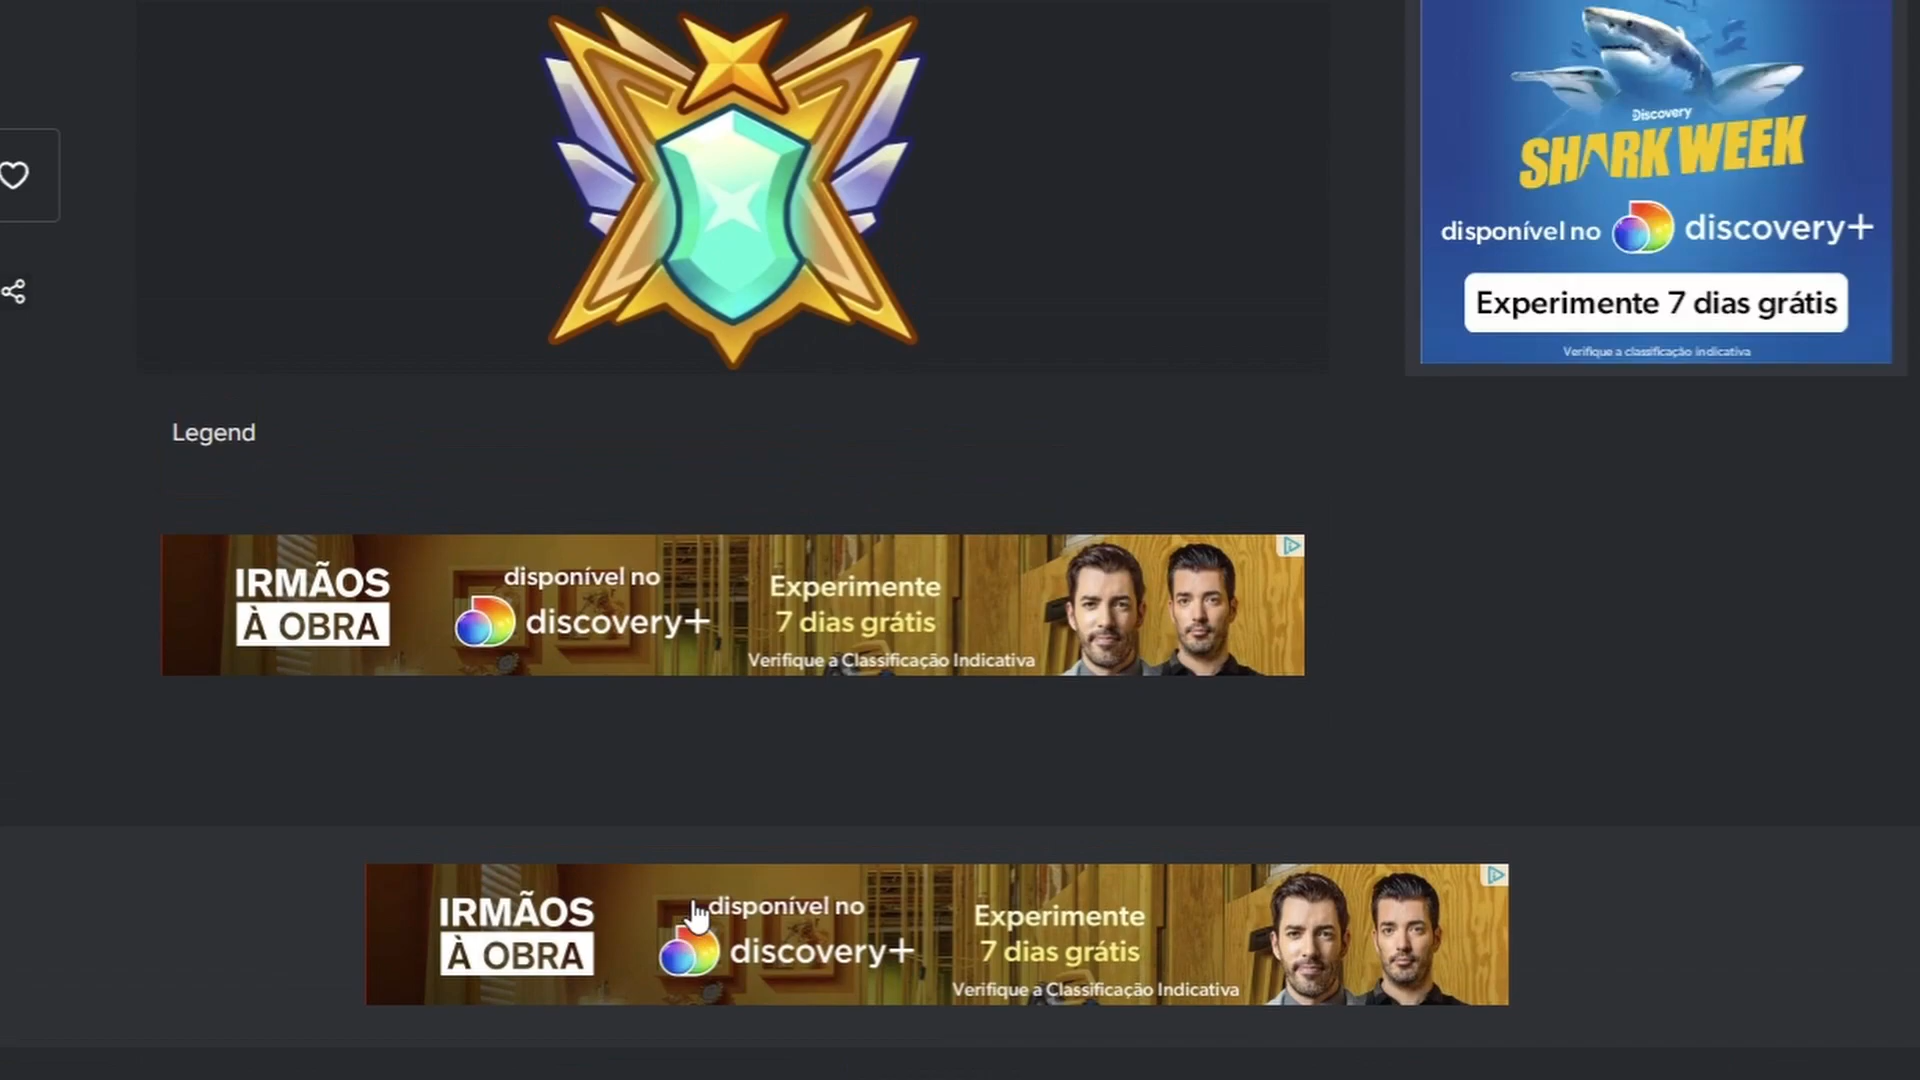 Discovery
SHARK WEEK
disponível no discovery+
Experimente 7 dias grátis
Verifique a classificação indicativa
Legend
IRMÃOS
À OBRA
disponível no
discovery+
Experimente
7 dias grátis
Verifique a Classificação Indicativa
IRMÃOS
À OBRA
disponível no
discovery+
Experimente
7 dias grátis
Verifique a Classificação Indicativa